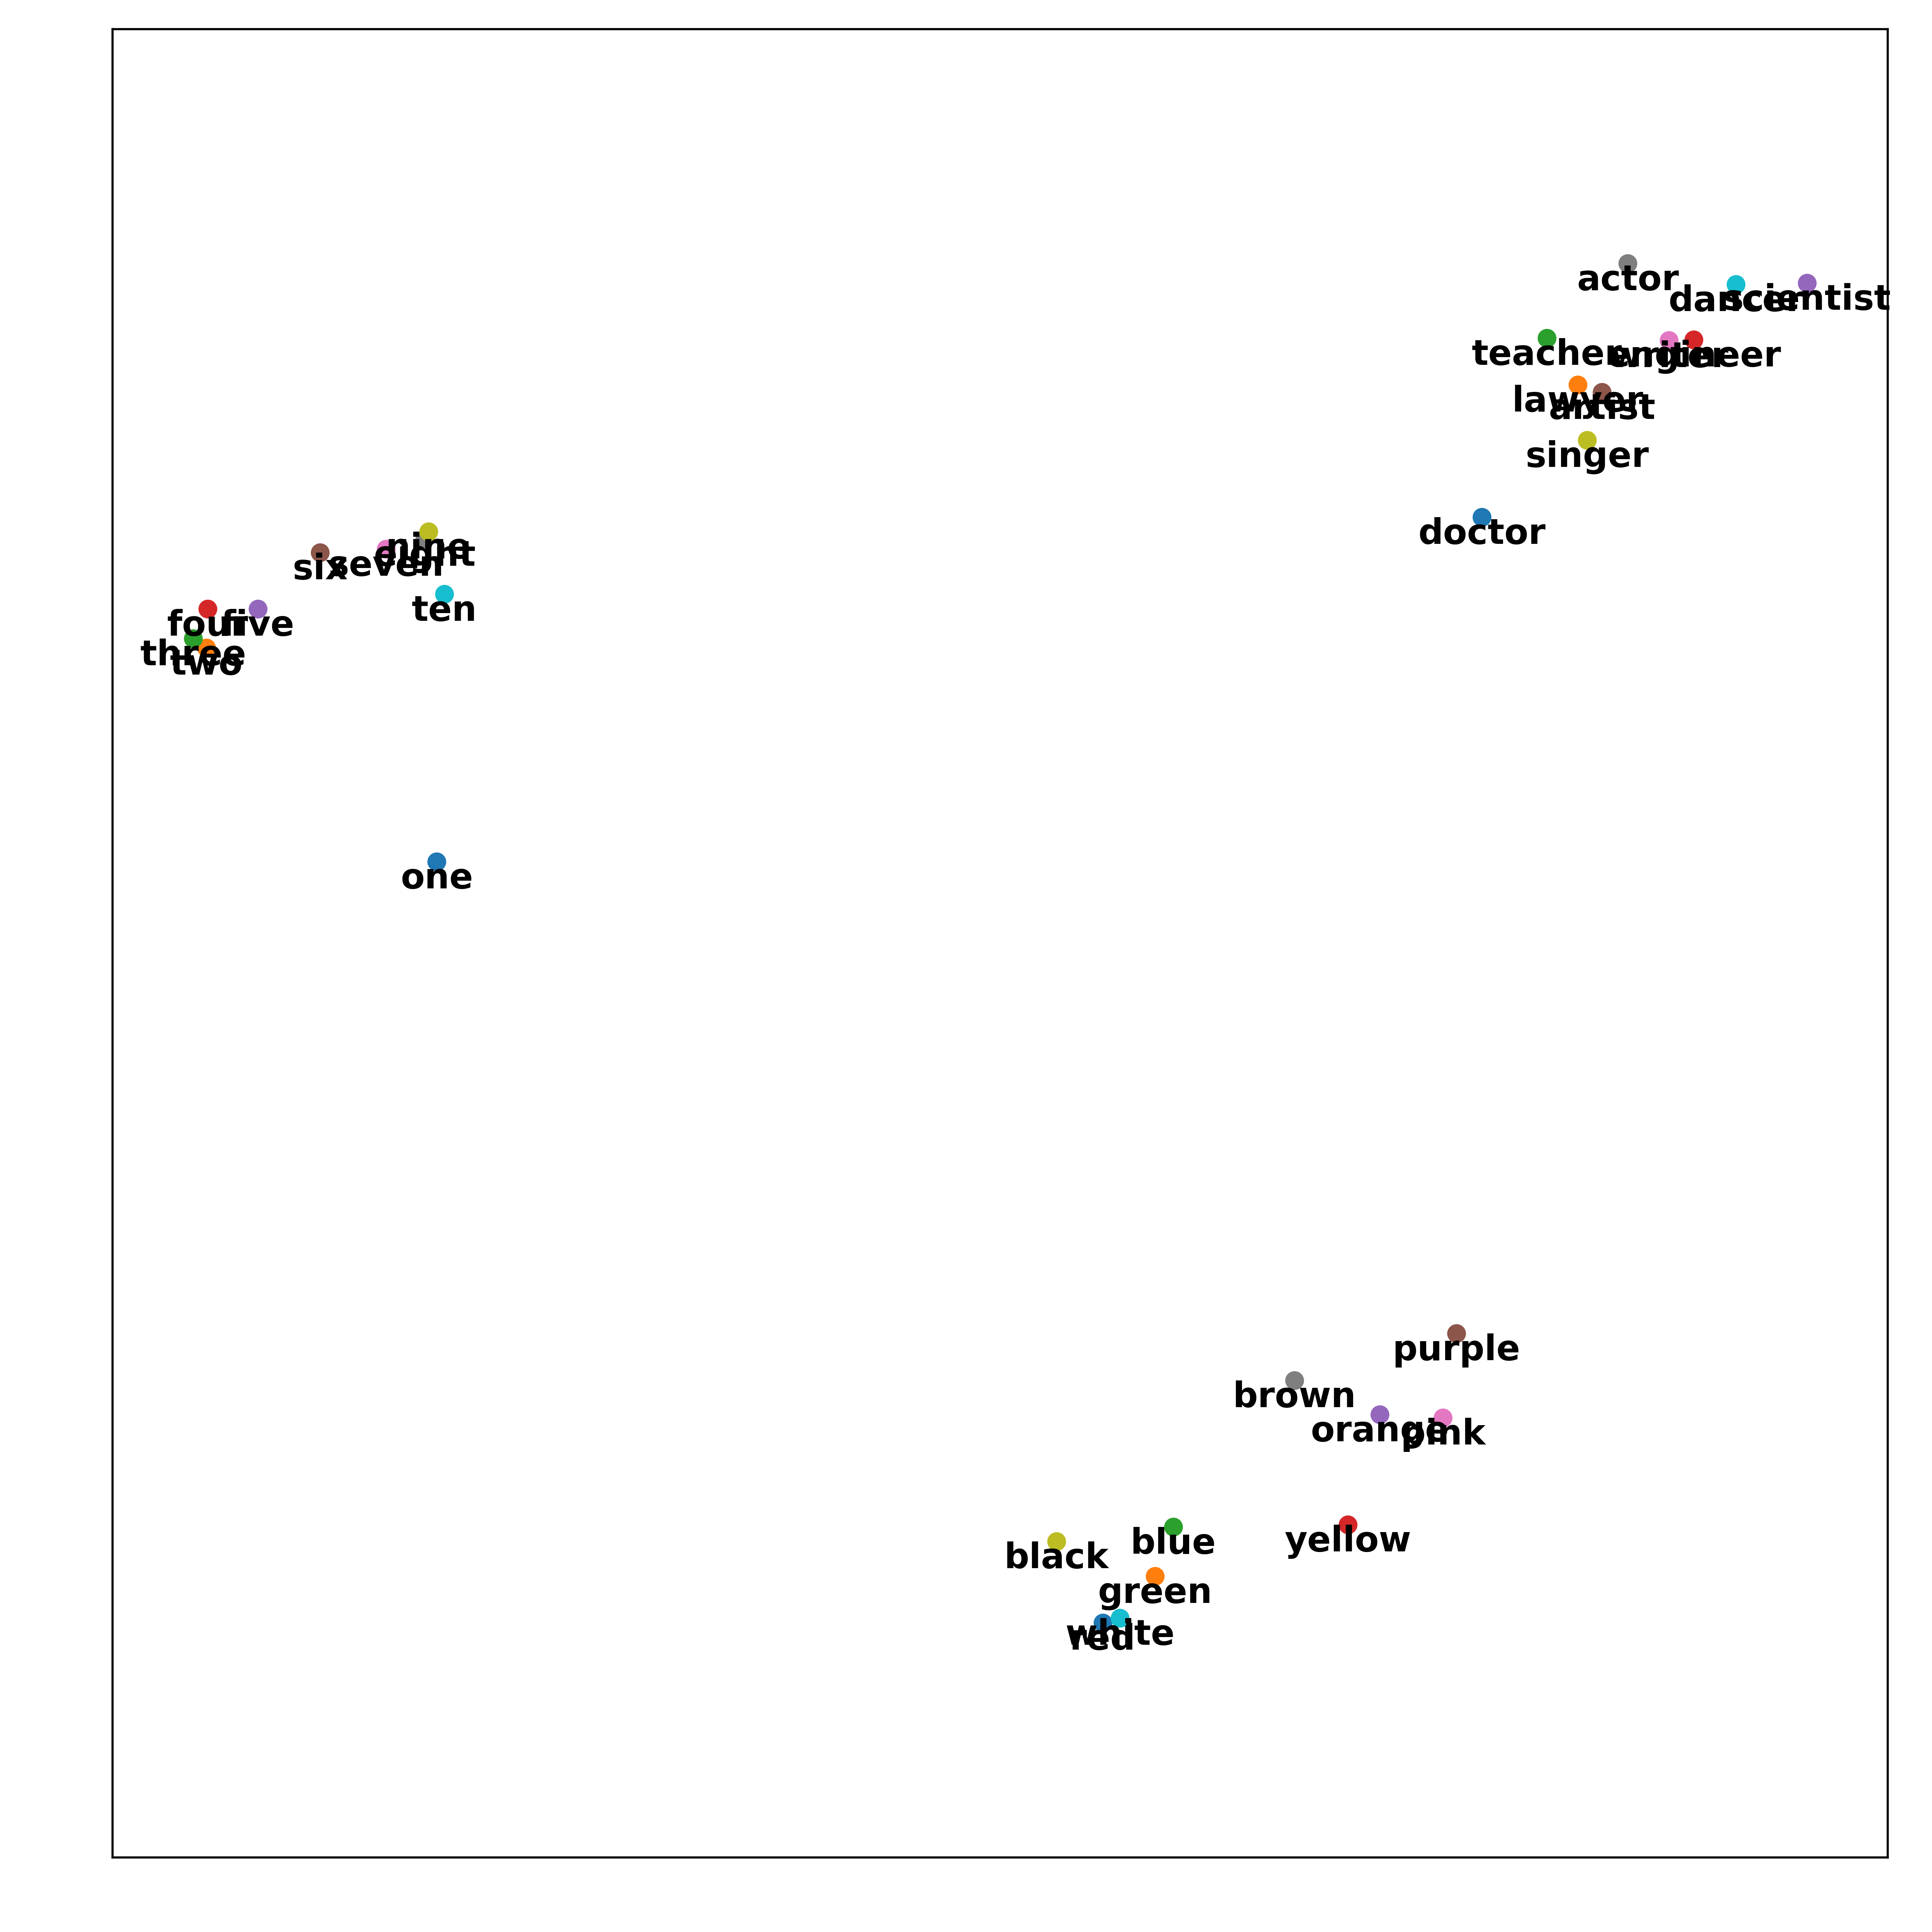 actor
dancer
scientist
teacher
writer
engineer
lawyer
artist
singer
doctor
nine
eight
seven
six
ten
four
five
three
two
one
purple
brown
orange
pink
yellow
blue
black
green
white
red